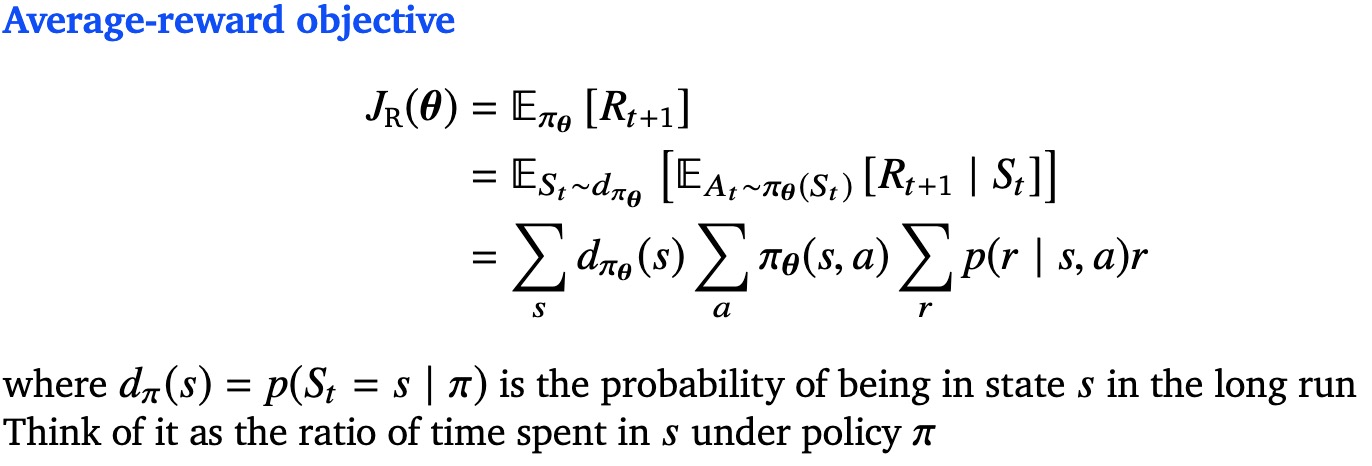 Average-reward objective
J_R(θ) = 𝔼_{π_θ} [R_{t+1}]
= 𝔼_{S_t∼d_{π_θ}} [𝔼_{A_t∼π_θ(S_t)} [R_{t+1} | S_t]]
= ∑_s d_{π_θ}(s) ∑_a π_θ(s, a) ∑_r p(r | s, a)r
where d_π(s) = p(S_t = s | π) is the probability of being in state s in the long run
Think of it as the ratio of time spent in s under policy π